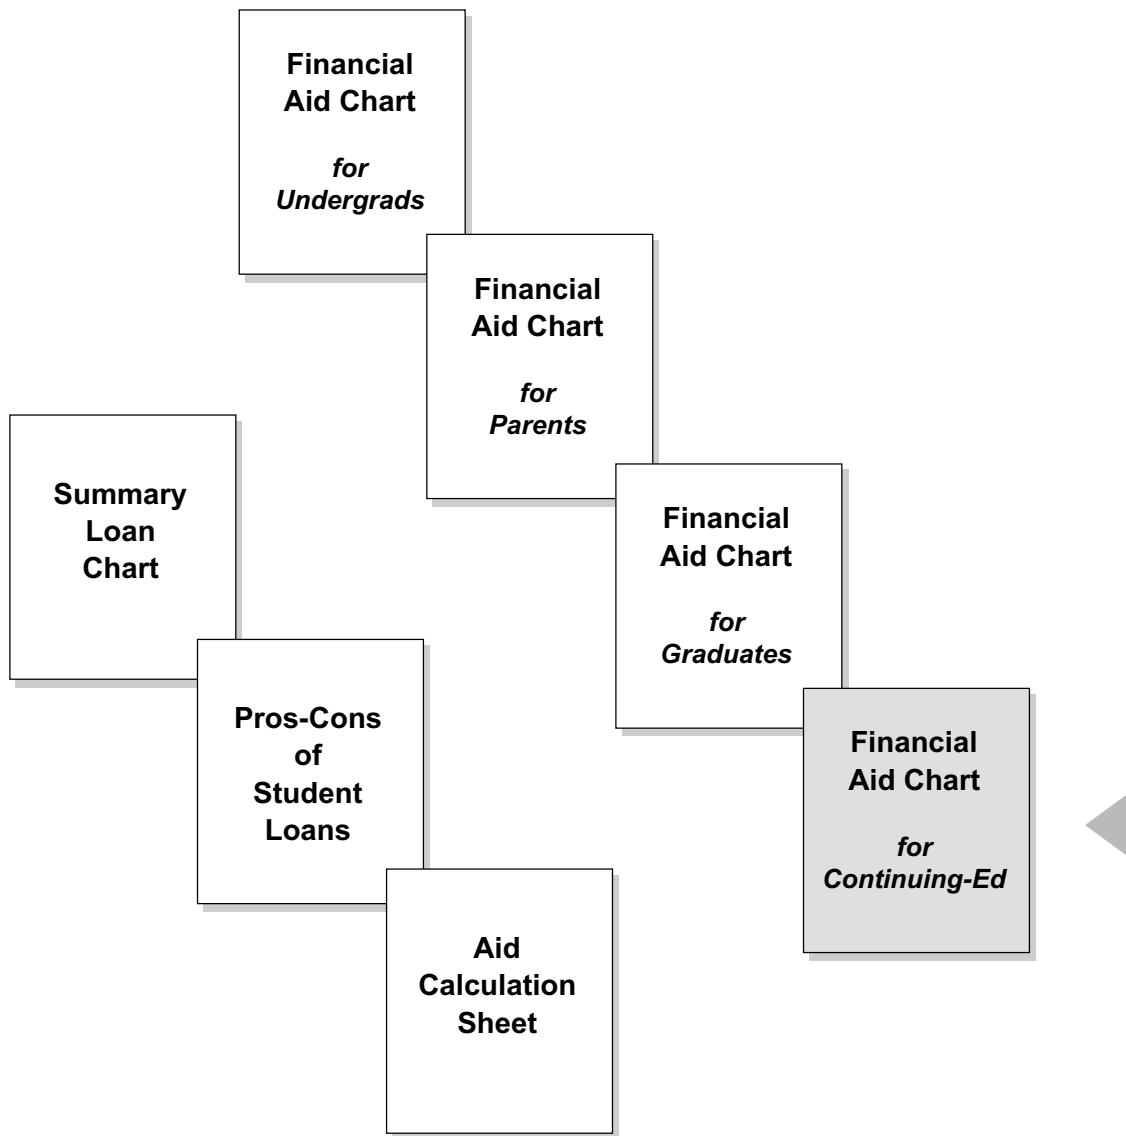 Financial
Aid Chart
for
Undergrads
Financial
Aid Chart
for
Parents
Summary
Loan
Chart
Financial
Aid Chart
for
Graduates
Pros-Cons
of
Student
Loans
Financial
Aid Chart
for
Continuing-Ed
Aid
Calculation
Sheet